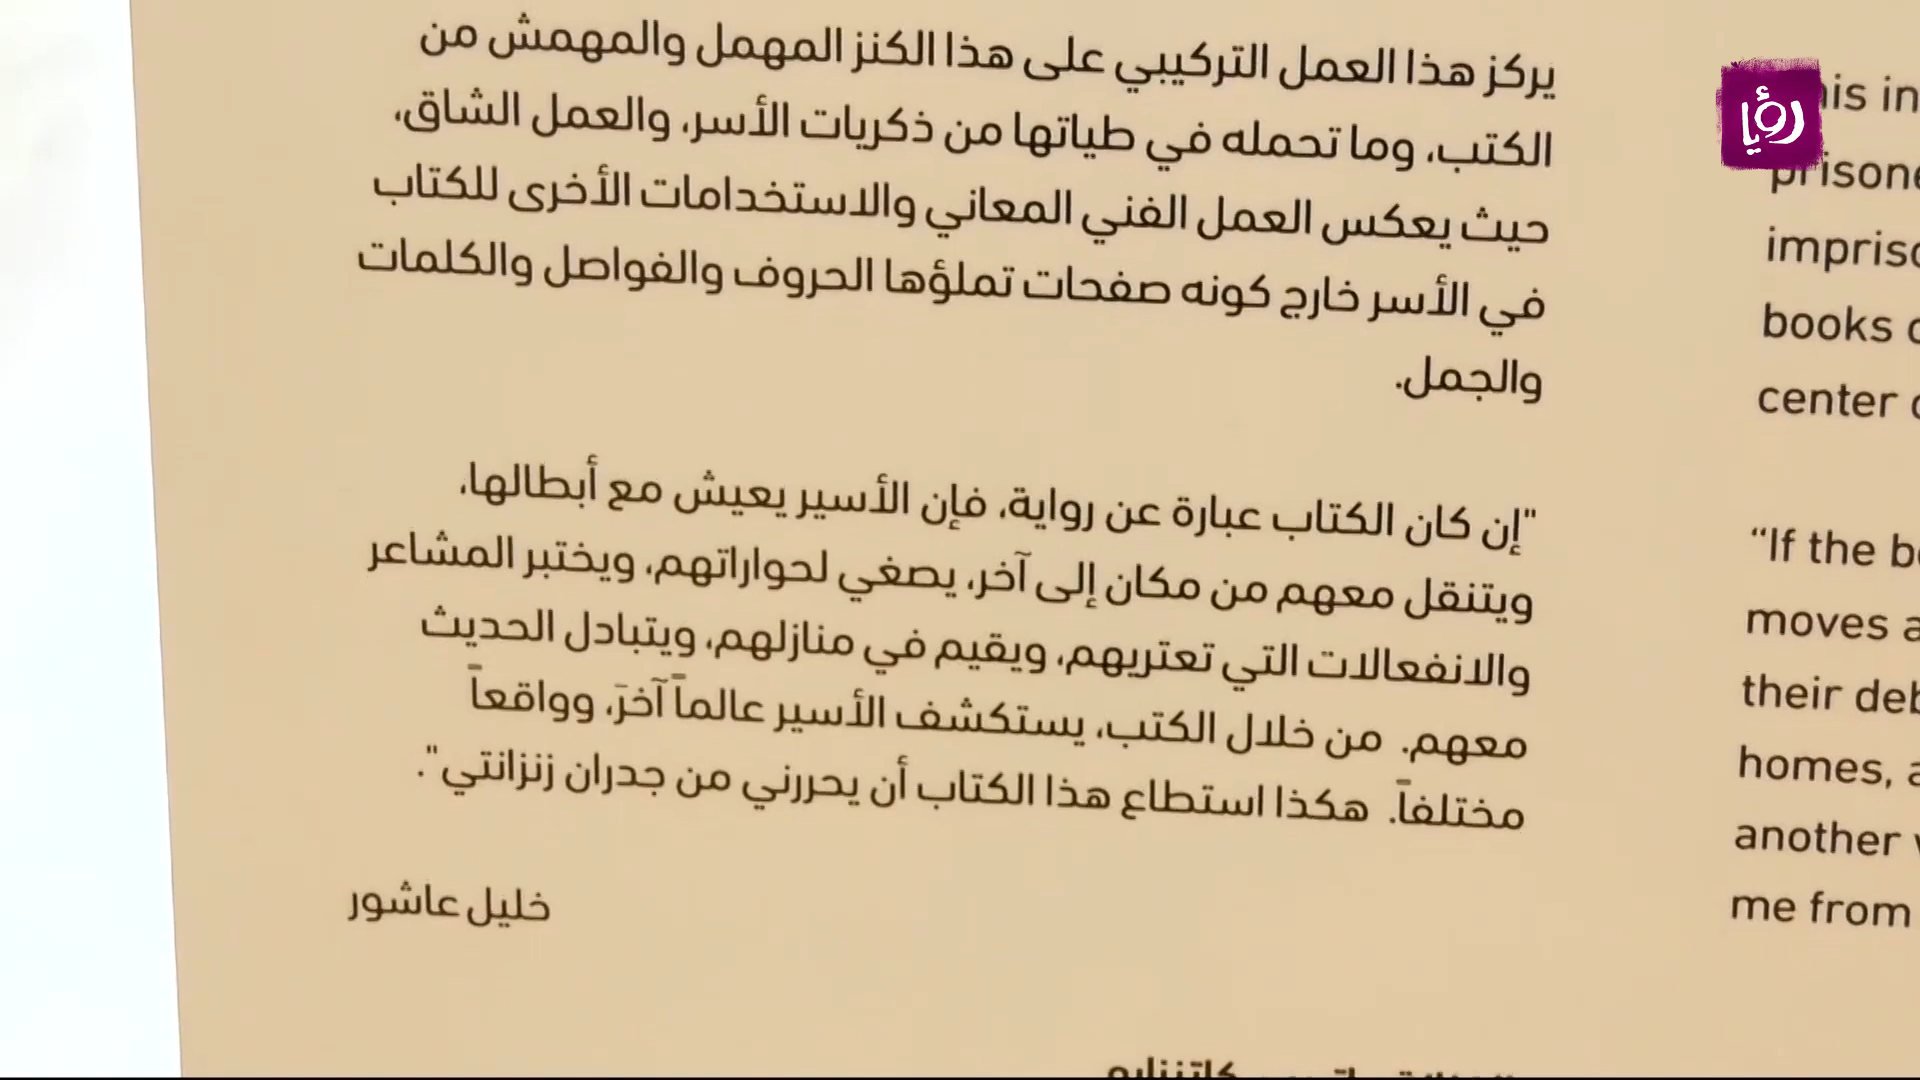 يركز هذا العمل التركيبي على هذا الكنز المهمل والمهمش من
الكتب، وما تحمله في طياتها من ذكريات الأسر، والعمل الشاق،
حيث يعكس العمل الفني المعاني والاستخدامات الأخرى للكتاب
في الأسر خارج كونه صفحات تملؤها الحروف والفواصل والكلمات
والجمل.
"إن كان الكتاب عبارة عن رواية، فإن الأسير يعيش مع أبطالها،
ويتنقل معهم من مكان إلى آخر، يصغي لحواراتهم، ويختبر المشاعر
والانفعالات التي تعتريهم، ويقيم في منازلهم، ويتبادل الحديث
معهم. من خلال الكتب، يستكشف الأسير عالماً آخرَ، وواقعاً
مختلفاً. هكذا استطاع هذا الكتاب أن يحررني من جدران زنزانتي".
خليل عاشور
رؤيا
in
books
center
“If the
moves
their
homes,
another
me from